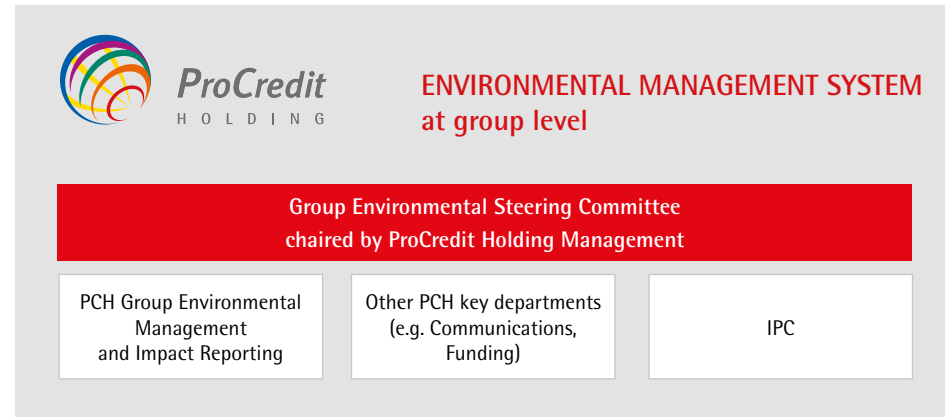 ProCredit
HOLDING
ENVIRONMENTAL MANAGEMENT SYSTEM
at group level
Group Environmental Steering Committee
chaired by ProCredit Holding Management
PCH Group Environmental
Management
and Impact Reporting
Other PCH key departments
(e.g. Communications,
Funding)
IPC